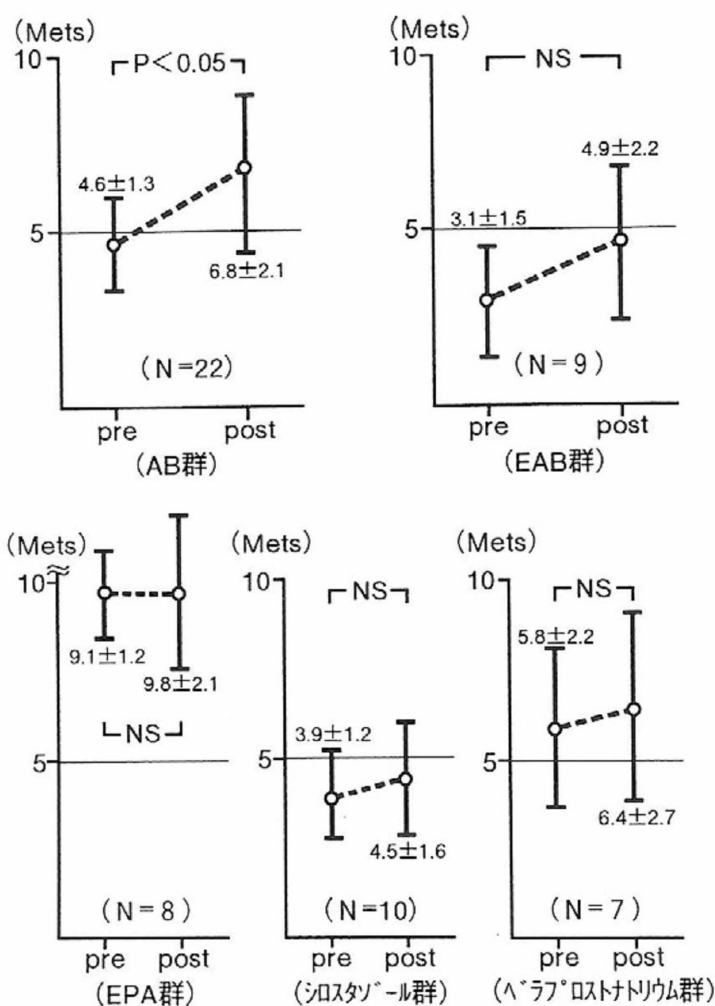 (Mets)
10
P<0.05
4.6±1.3
5
6.8±2.1
(N=22)
pre
post
(AB群)
(Mets)
10
NS
4.9±2.2
3.1±1.5
5
(N=9)
pre
post
(EAB群)
(Mets)
10
9.1±1.2
9.8±2.1
NS
5
(N=8)
pre
post
(EPA群)
(Mets)
10
NS
3.9±1.2
5
4.5±1.6
(N=10)
pre
post
(シロスタゾール群)
(Mets)
10
NS
5.8±2.2
5
6.4±2.7
(N=7)
pre
post
(ベラプロストナトリウム群)